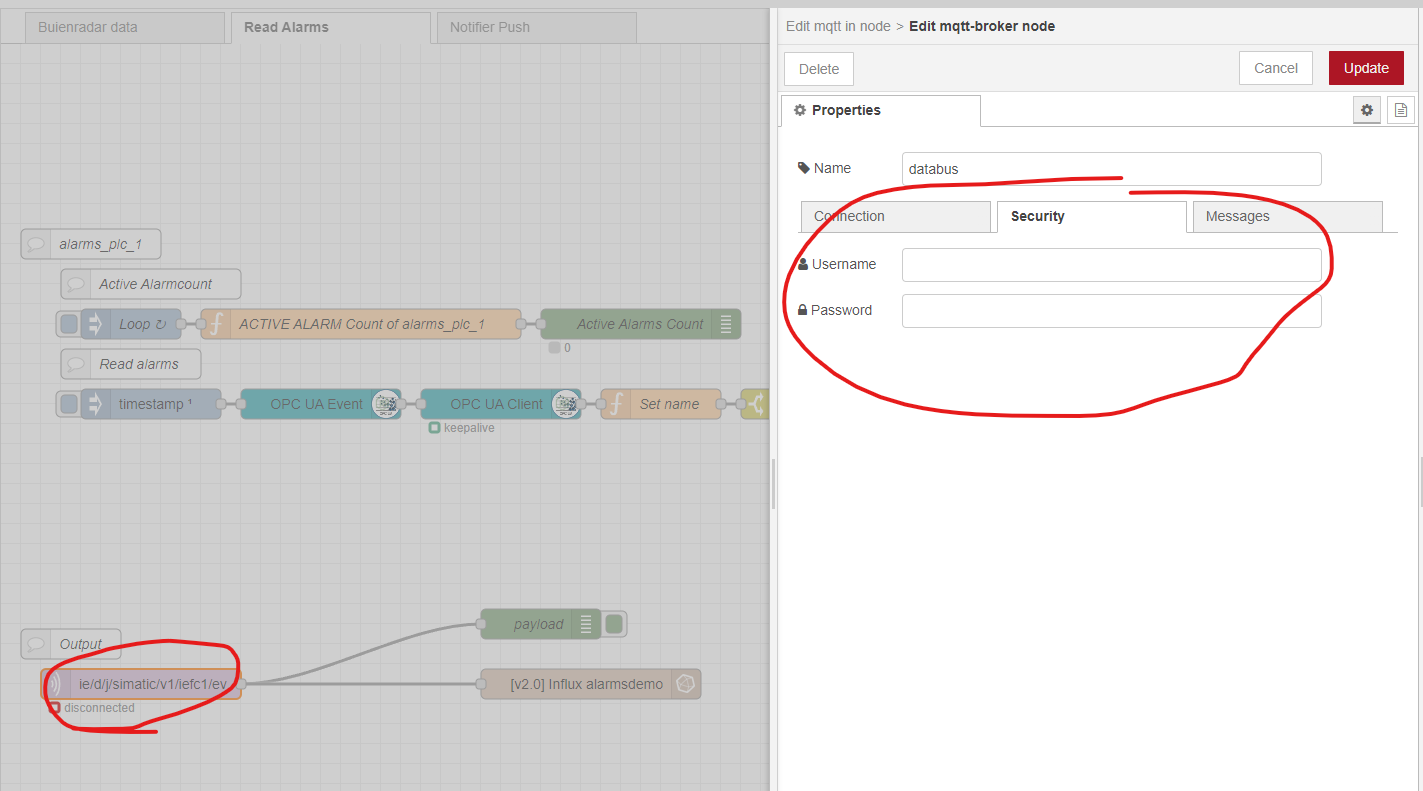 Buienradar data
Read Alarms
Notifier Push
alarms_plc_1
Active Alarmcount
Loop ↻
ACTIVE ALARM Count of alarms_plc_1
Active Alarms Count
0
Read alarms
timestamp ¹
OPC UA Event
OPC UA Client
Set name
keepalive
Output
payload
ie/d/j/simatic/v1/iefc1/ev
[v2.0] Influx alarmsdemo
disconnected
Edit mqtt in node > Edit mqtt-broker node
Delete
Cancel
Update
Properties
Name
databus
Connection
Security
Messages
Username
Password